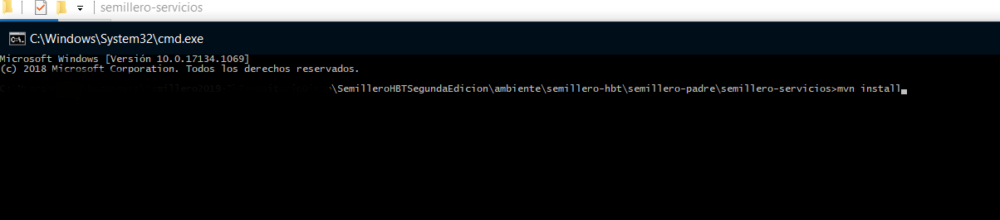 semillero-servicios
C:\Windows\System32\cmd.exe
Microsoft Windows [Versión 10.0.17134.1069]
(c) 2018 Microsoft Corporation. Todos los derechos reservados.
\SemilleroHBTSegundaEdicion\ambiente\semillero-hbt\semillero-padre\semillero-servicios>mvn install